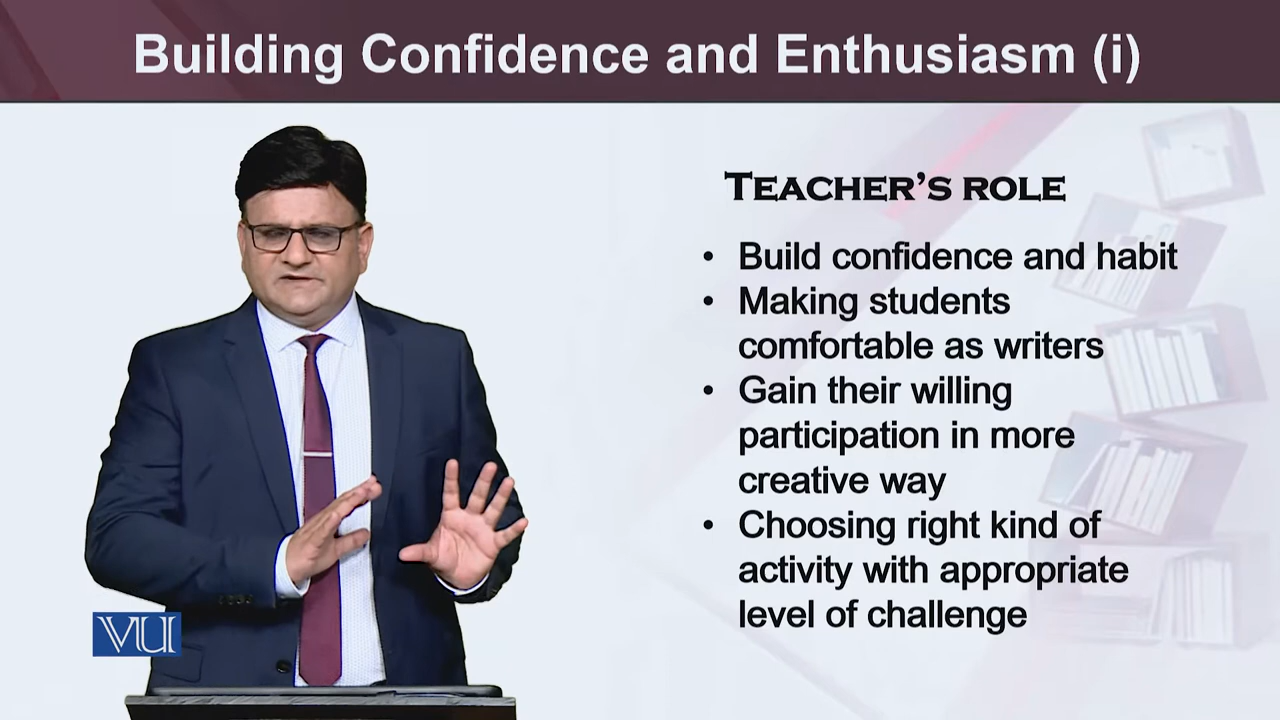 Building Confidence and Enthusiasm (i)
TEACHER'S ROLE
• Build confidence and habit
• Making students
comfortable as writers
• Gain their willing
participation in more
creative way
• Choosing right kind of
activity with appropriate
level of challenge
VU